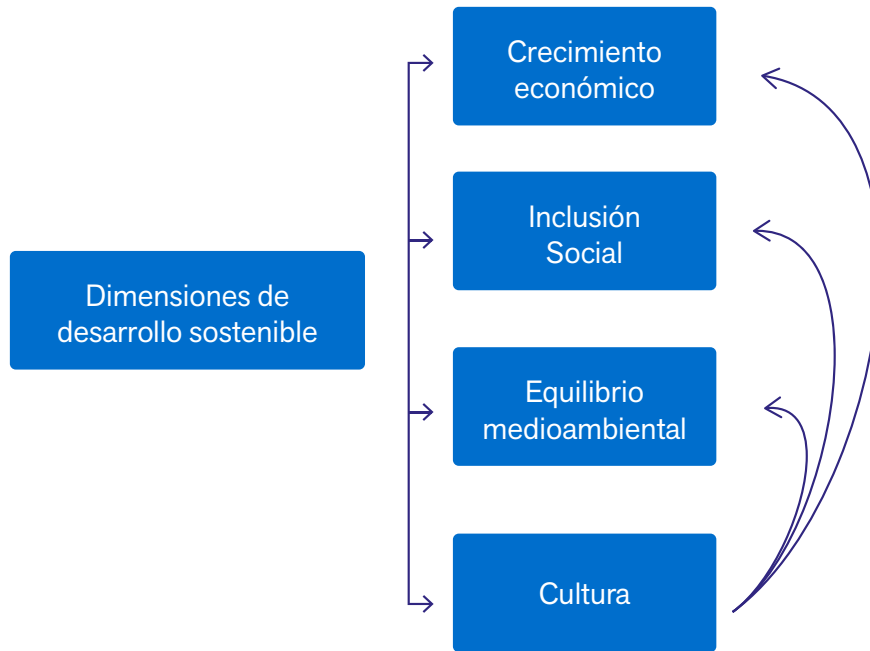 Crecimiento
económico
Inclusión
Social
Dimensiones de
desarrollo sostenible
Equilibrio
medioambiental
Cultura